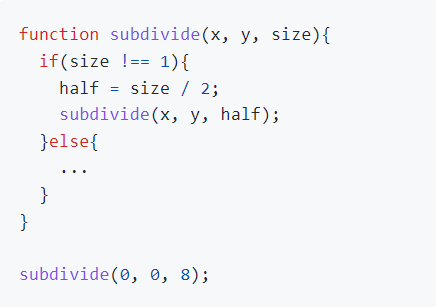 function subdivide(x, y, size){
  if(size !== 1){
    half = size / 2;
    subdivide(x, y, half);
  }else{
    ...
  }
}

subdivide(0, 0, 8);